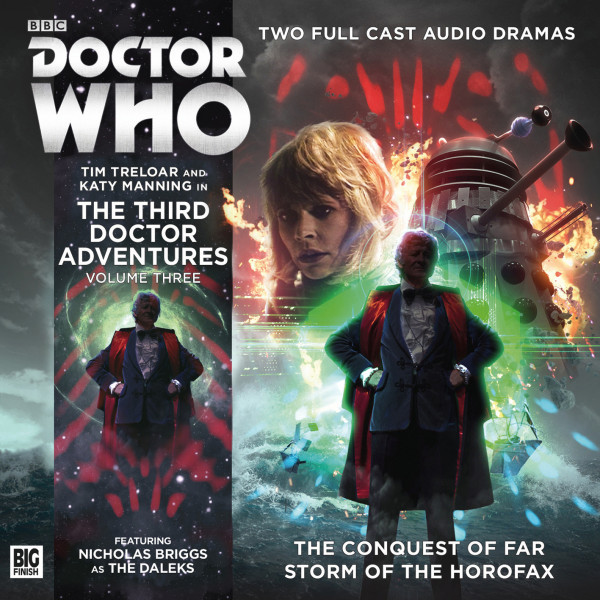 BBC
DOCTOR
WHO
TWO FULL CAST AUDIO DRAMAS
TIM TRELOAR AND
KATY MANNING IN
THE THIRD
DOCTOR
ADVENTURES
VOLUME THREE
FEATURING
NICHOLAS BRIGGS
AS THE DALEKS
BIG
FINISH
THE CONQUEST OF FAR
STORM OF THE HOROFAX